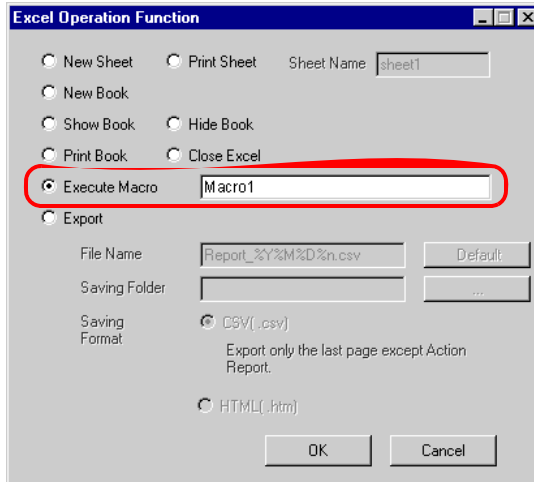 Excel Operation Function
New Sheet Print Sheet Sheet Name sheet1
New Book
Show Book Hide Book
Print Book Close Excel
Execute Macro Macro1
Export
File Name Report_%Y%M%D%n.csv Default
Saving Folder ...
Saving Format CSV( .csv)
Export only the last page except Action
Report.
HTML( .htm)
OK Cancel